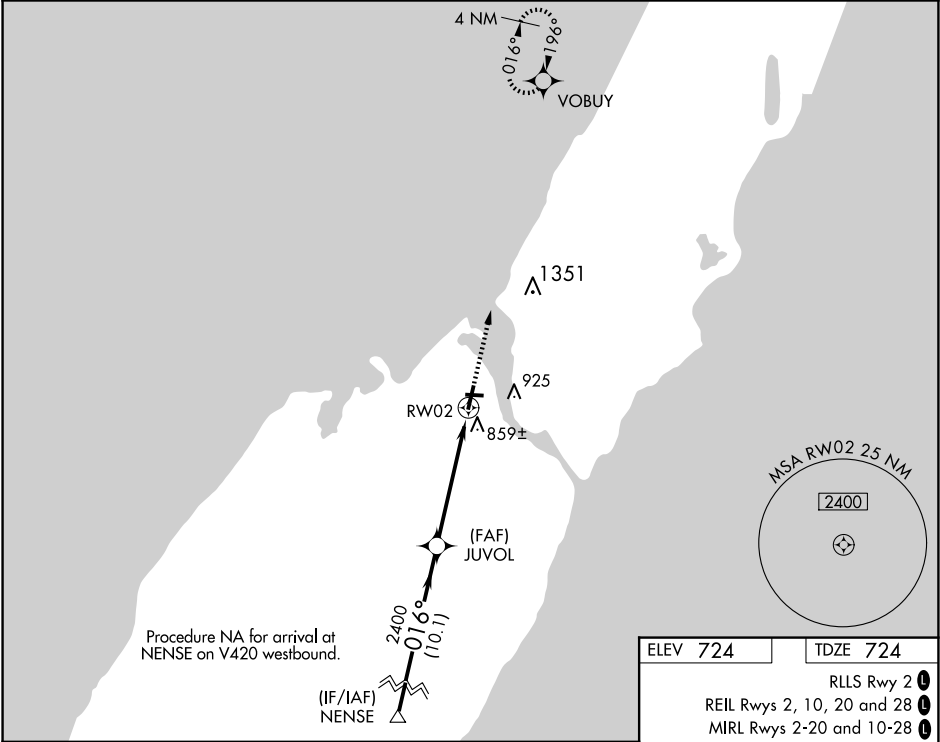 4 NM
016°
196°
VOBUY
1351
925
RW02
859±
MSA RW02 25 NM
2400
(FAF)
JUVOL
2400
016°
(10.1)
Procedure NA for arrival at
NENSE on V420 westbound.
(IF/IAF)
NENSE
ELEV 724
TDZE 724
RLLS Rwy 2 L
REIL Rwys 2, 10, 20 and 28 L
MIRL Rwys 2-20 and 10-28 L